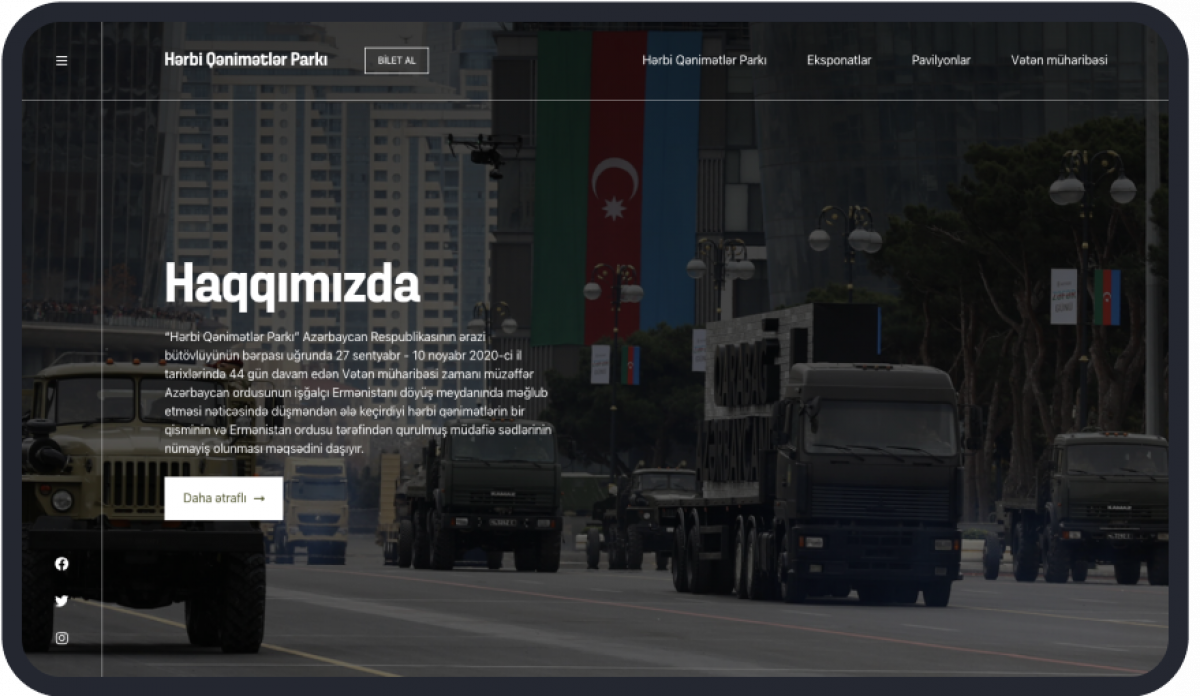 Hərbi Qənimətlər Parkı
BİLET AL
Hərbi Qənimətlər Parkı
Eksponatlar
Pavilyonlar
Vətən müharibəsi
Haqqımızda
“Hərbi Qənimətlər Parkı” Azərbaycan Respublikasının ərazi
bütövlüyünün bərpası uğrunda 27 sentyabr - 10 noyabr 2020-ci il
tarixlərində 44 gün davam edən Vətən müharibəsi zamanı müzəffər
Azərbaycan ordusunun işğalçı Ermənistanı döyüş meydanında məğlub
etməsi nəticəsində düşməndən ələ keçirdiyi hərbi qənimətlərin bir
qisminin və Ermənistan ordusu tərəfindən qurulmuş müdafiə sədlərinin
nümayiş olunması məqsədini daşıyır.
Daha ətraflı →